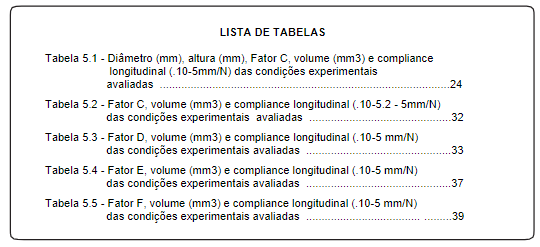 LISTA DE TABELAS
Tabela 5.1 - Diâmetro (mm), altura (mm), Fator C, volume (mm3) e compliance
longitudinal (.10-5mm/N) das condições experimentais
avaliadas ................................................................................................24
Tabela 5.2 - Fator C, volume (mm3) e compliance longitudinal (.10-5.2 - 5mm/N)
das condições experimentais avaliadas ...............................................32
Tabela 5.3 - Fator D, volume (mm3) e compliance longitudinal (.10-5 mm/N)
das condições experimentais avaliadas ................................................33
Tabela 5.4 - Fator E, volume (mm3) e compliance longitudinal (.10-5 mm/N)
das condições experimentais avaliadas ................................................37
Tabela 5.5 - Fator F, volume (mm3) e compliance longitudinal (.10-5 mm/N)
das condições experimentais avaliadas ...................................... .........39